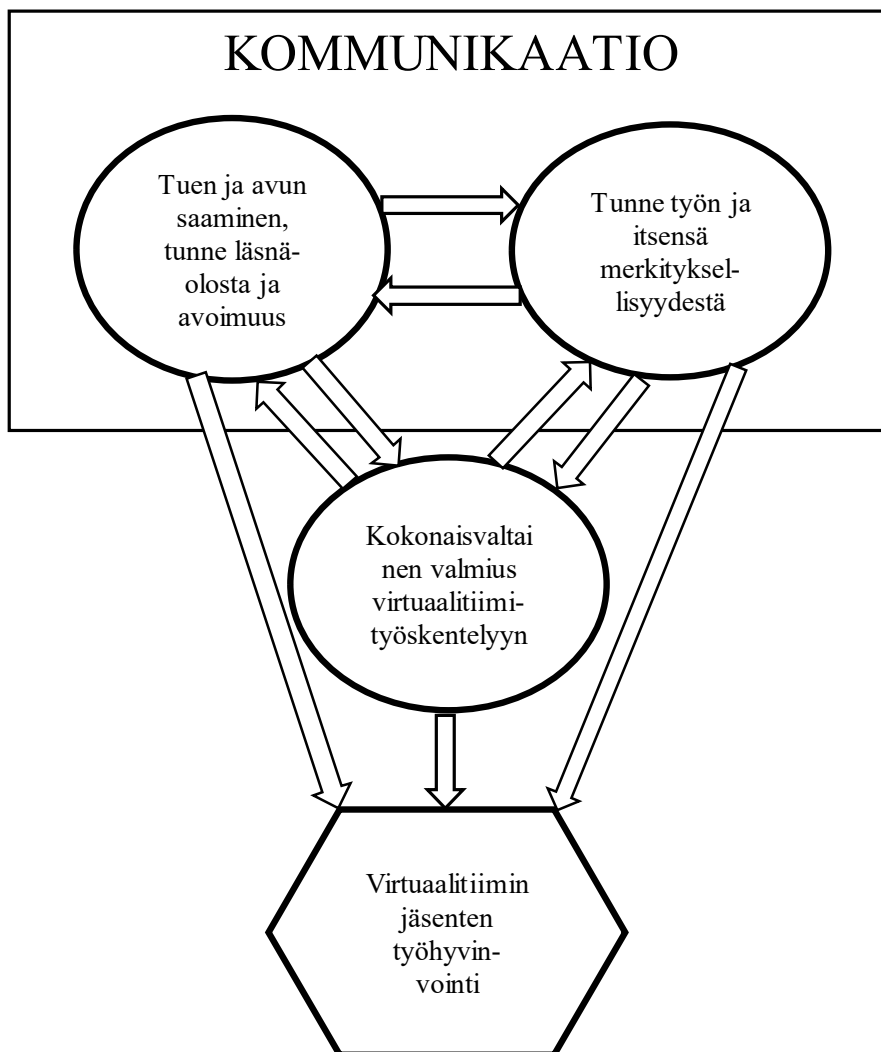 KOMMUNIKAATIO
Tuen ja avun
saaminen,
tunne läsnä-
olosta ja
avoimuus
Tunne työn ja
itsensä
merkityksel-
lisyydestä
Kokonaisvaltai
nen valmius
virtuaalitiimi-
työskentelyyn
Virtuaalitiimin
jäsenten
työhyvin-
vointi